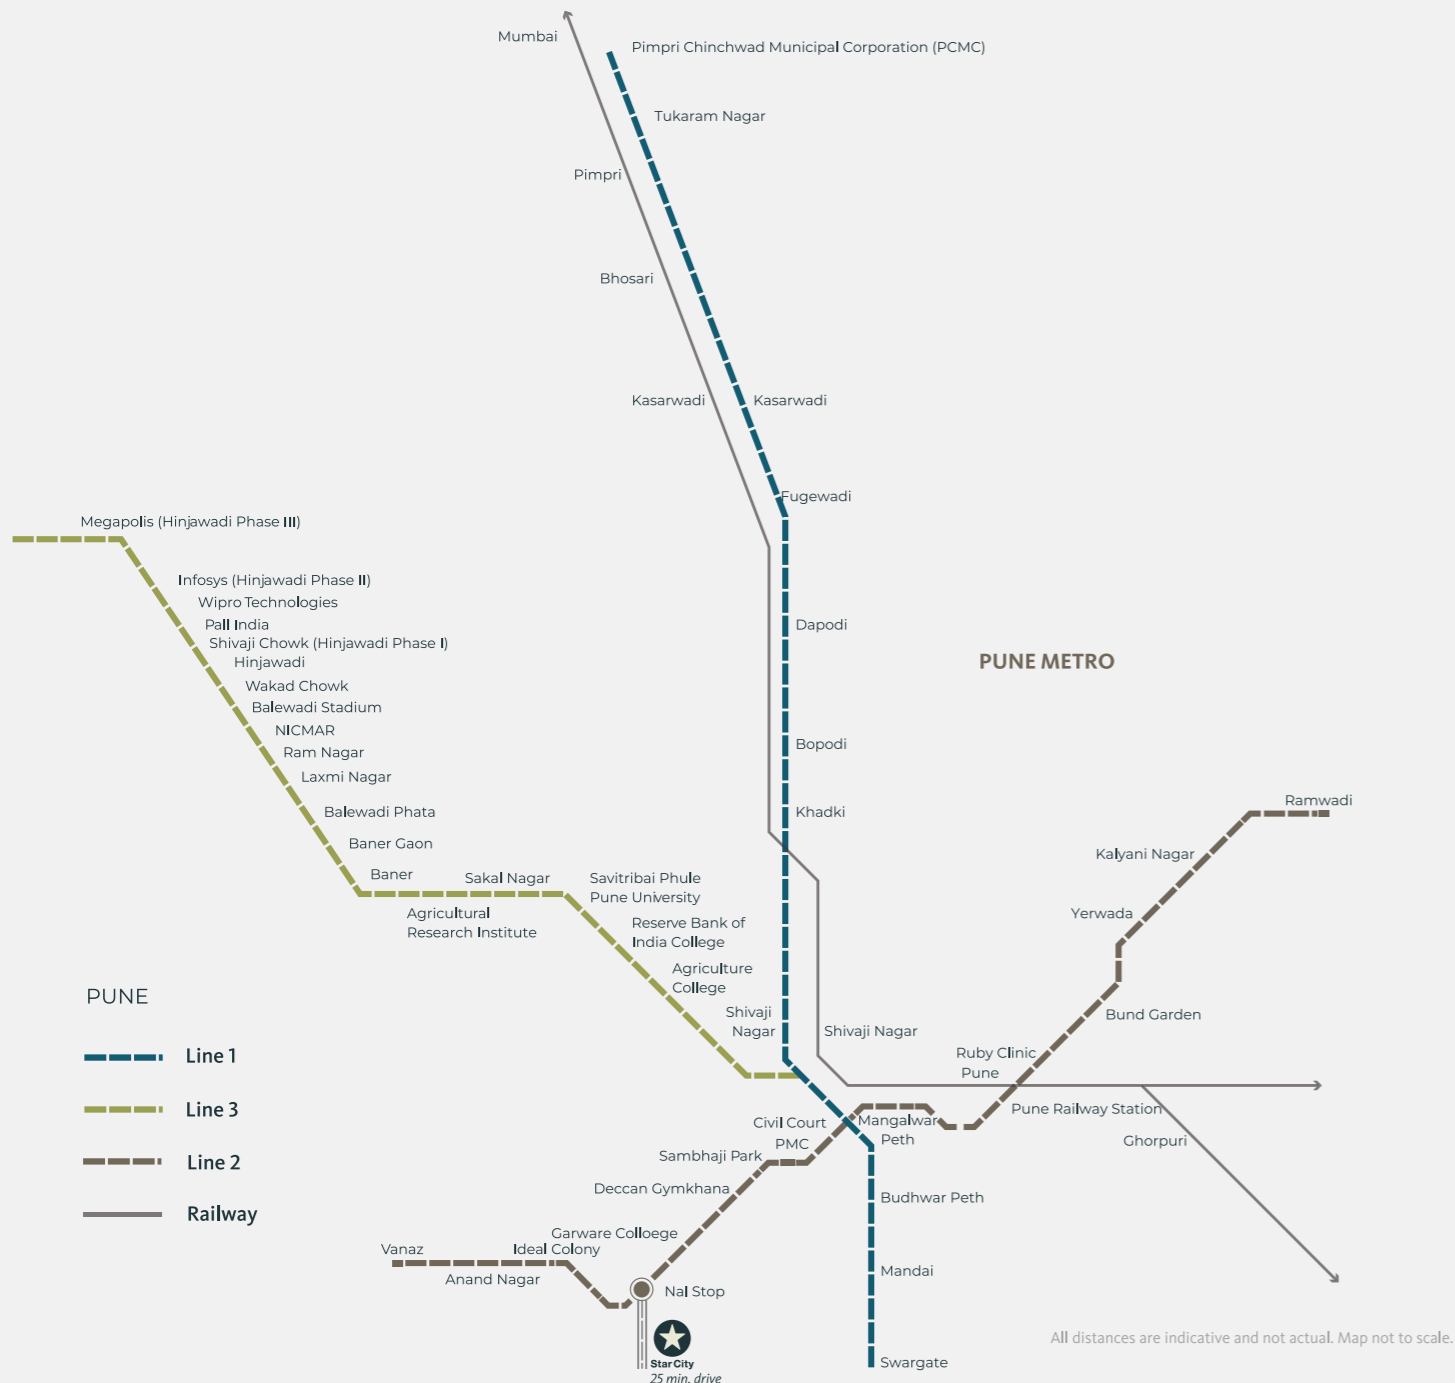 Mumbai
Pimpri Chinchwad Municipal Corporation (PCMC)
Tukaram Nagar
Pimpri
Bhosari
Kasarwadi
Kasarwadi
Fugewadi
Megapolis (Hinjawadi Phase III)
Infosys (Hinjawadi Phase II)
Wipro Technologies
Pall India
Shivaji Chowk (Hinjawadi Phase I)
Hinjawadi
Wakad Chowk
Balewadi Stadium
NICMAR
Ram Nagar
Laxmi Nagar
Balewadi Phata
Baner Gaon
Baner
Sakal Nagar
Agricultural
Research Institute
Savitribai Phule
Pune University
Reserve Bank of
India College
Agriculture
College
Shivaji
Nagar
Dapodi
Bopodi
Khadki
PUNE METRO
Ramwadi
Kalyani Nagar
Yerwada
Bund Garden
Shivaji Nagar
Ruby Clinic
Pune
Pune Railway Station
Ghorpuri
Civil Court
PMC
Mangalwar
Peth
Sambhaji Park
Deccan Gymkhana
Garware Colloege
Ideal Colony
Vanaz
Anand Nagar
Nal Stop
Budhwar Peth
Mandai
Swargate
Star City
25 min. drive
PUNE
Line 1
Line 3
Line 2
Railway
All distances are indicative and not actual. Map not to scale.